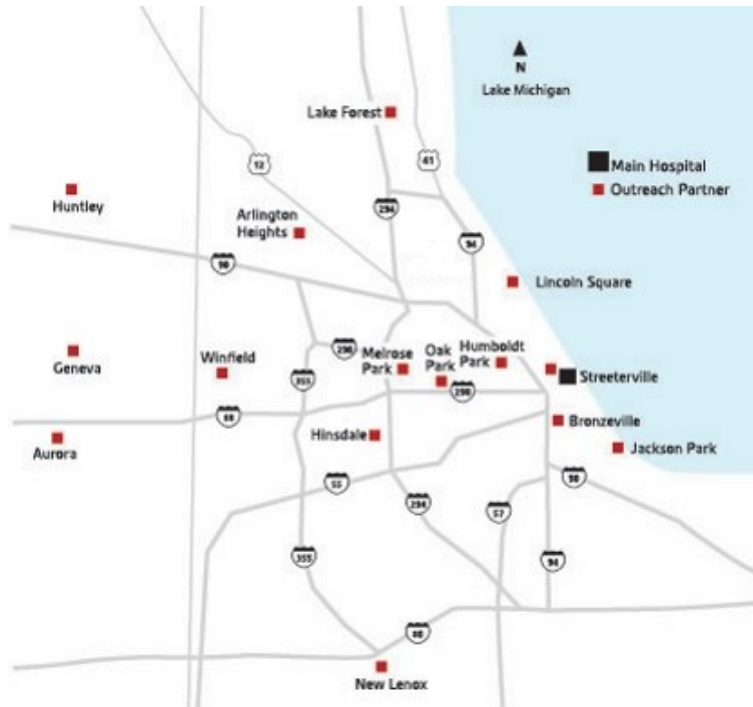 N
Lake Michigan
Lake Forest
41
12
Main Hospital
Outreach Partner
Huntley
294
Arlington
Heights
94
90
Lincoln Square
Geneva
Winfield
290
Melrose
Park
Oak
Park
Humboldt
Park
355
290
Streeterville
88
Bronzeville
Aurora
Hinsdale
Jackson Park
55
90
294
57
355
94
80
New Lenox